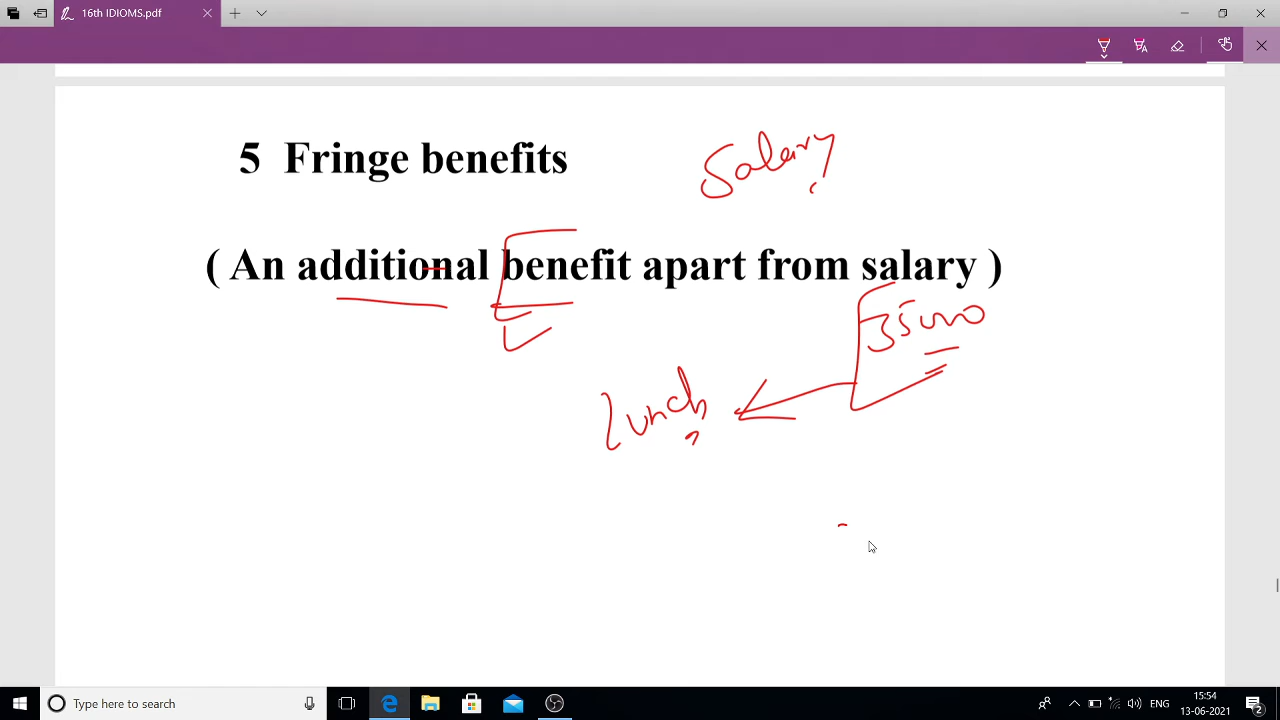 16th IDIOMS.pdf
5 Fringe benefits
Salary
( An additional benefit apart from salary )
35000
lunch
Type here to search
ENG
15:54
13-06-2021
2